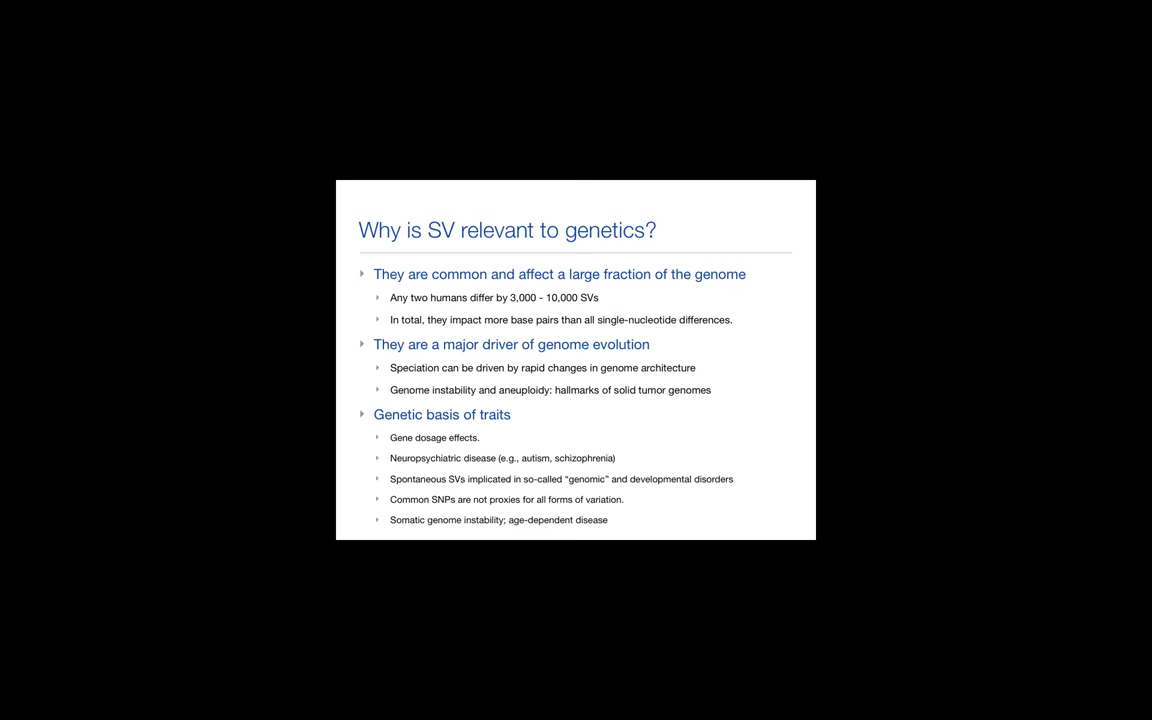 Why is SV relevant to genetics?
They are common and affect a large fraction of the genome
Any two humans differ by 3,000 - 10,000 SVs
In total, they impact more base pairs than all single-nucleotide differences.
They are a major driver of genome evolution
Speciation can be driven by rapid changes in genome architecture
Genome instability and aneuploidy: hallmarks of solid tumor genomes
Genetic basis of traits
Gene dosage effects.
Neuropsychiatric disease (e.g., autism, schizophrenia)
Spontaneous SVs implicated in so-called “genomic” and developmental disorders
Common SNPs are not proxies for all forms of variation.
Somatic genome instability; age-dependent disease